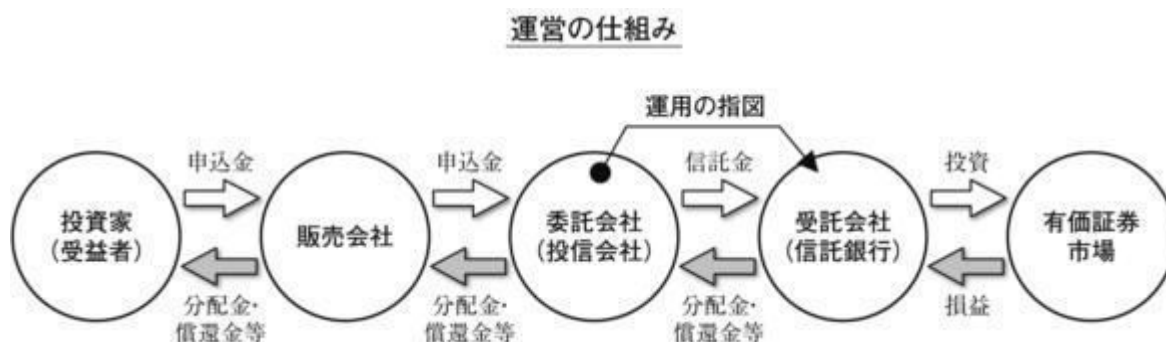 運営の仕組み
運用の指図
申込金
申込金
信託金
投資
投資家
(受益者)
販売会社
委託会社
(投信会社)
受託会社
(信託銀行)
有価証券
市場
分配金・
償還金等
分配金・
償還金等
分配金・
償還金等
損益